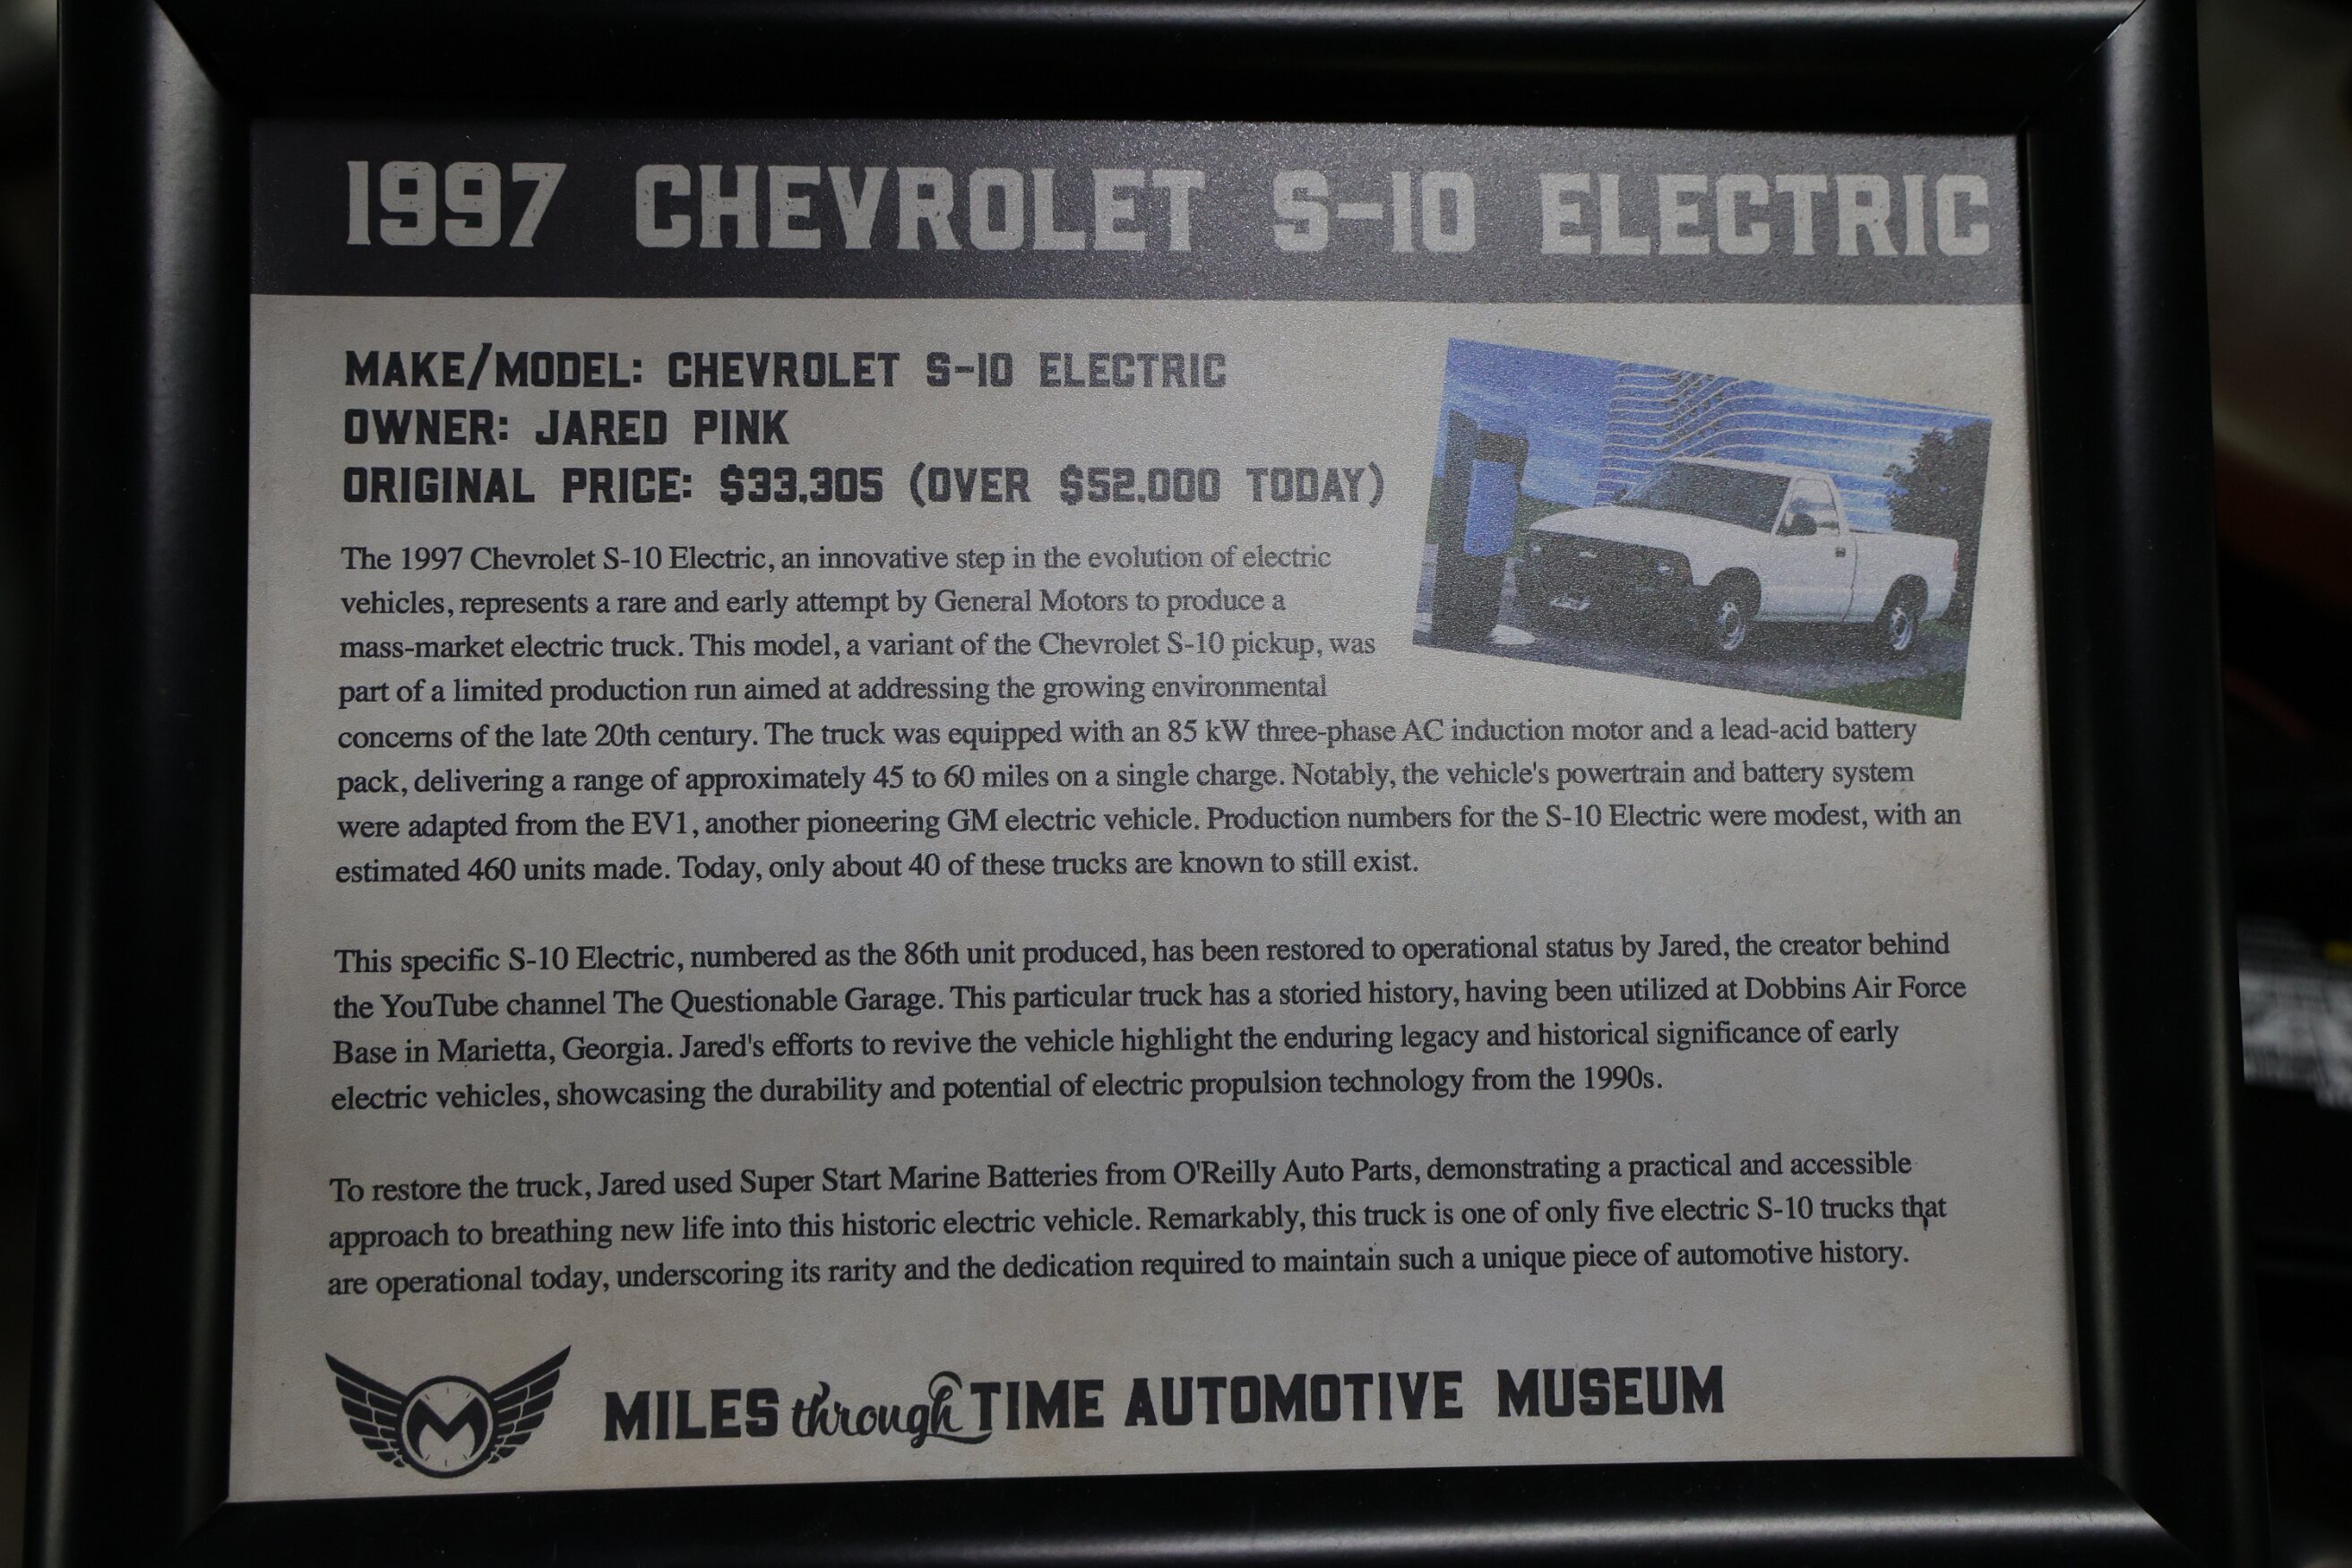 1997 CHEVROLET S-10 ELECTRIC
MAKE/MODEL: CHEVROLET S-10 ELECTRIC
OWNER: JARED PINK
ORIGINAL PRICE: $33,305 (OVER $52,000 TODAY)
The 1997 Chevrolet S-10 Electric, an innovative step in the evolution of electric
vehicles, represents a rare and early attempt by General Motors to produce a
mass-market electric truck. This model, a variant of the Chevrolet S-10 pickup, was
part of a limited production run aimed at addressing the growing environmental
concerns of the late 20th century. The truck was equipped with an 85 kW three-phase AC induction motor and a lead-acid battery
pack, delivering a range of approximately 45 to 60 miles on a single charge. Notably, the vehicle's powertrain and battery system
were adapted from the EV1, another pioneering GM electric vehicle. Production numbers for the S-10 Electric were modest, with an
estimated 460 units made. Today, only about 40 of these trucks are known to still exist.
This specific S-10 Electric, numbered as the 86th unit produced, has been restored to operational status by Jared, the creator behind
the YouTube channel The Questionable Garage. This particular truck has a storied history, having been utilized at Dobbins Air Force
Base in Marietta, Georgia. Jared's efforts to revive the vehicle highlight the enduring legacy and historical significance of early
electric vehicles, showcasing the durability and potential of electric propulsion technology from the 1990s.
To restore the truck, Jared used Super Start Marine Batteries from O'Reilly Auto Parts, demonstrating a practical and accessible
approach to breathing new life into this historic electric vehicle. Remarkably, this truck is one of only five electric S-10 trucks that
are operational today, underscoring its rarity and the dedication required to maintain such a unique piece of automotive history.
MILES through TIME AUTOMOTIVE MUSEUM